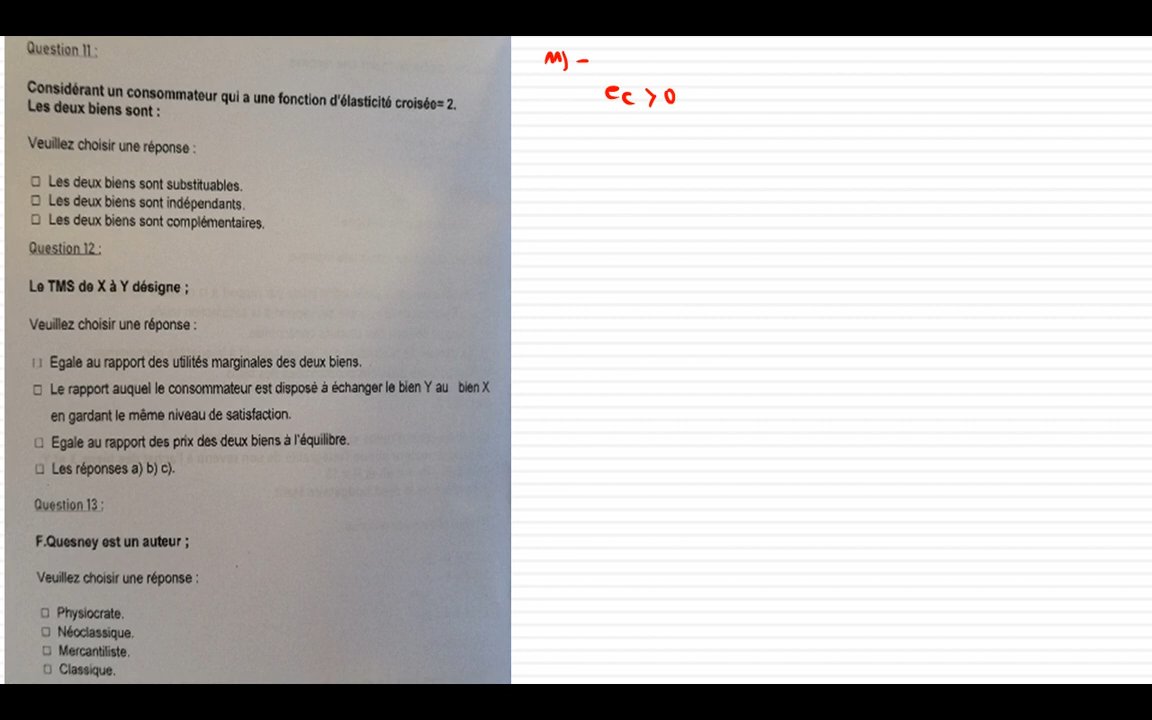 Question 11 :
Considérant un consommateur qui a une fonction d'élasticité croisée= 2.
Les deux biens sont :
Veuillez choisir une réponse :
□ Les deux biens sont substituables.
□ Les deux biens sont indépendants.
□ Les deux biens sont complémentaires.
Question 12 :
Le TMS de X à Y désigne ;
Veuillez choisir une réponse :
□ Egale au rapport des utilités marginales des deux biens.
□ Le rapport auquel le consommateur est disposé à échanger le bien Y au bien X
en gardant le même niveau de satisfaction.
□ Egale au rapport des prix des deux biens à l'équilibre.
□ Les réponses a) b) c).
Question 13 :
F.Quesney est un auteur ;
Veuillez choisir une réponse :
□ Physiocrate.
□ Néoclassique.
□ Mercantiliste.
□ Classique.
11) -
ec > 0